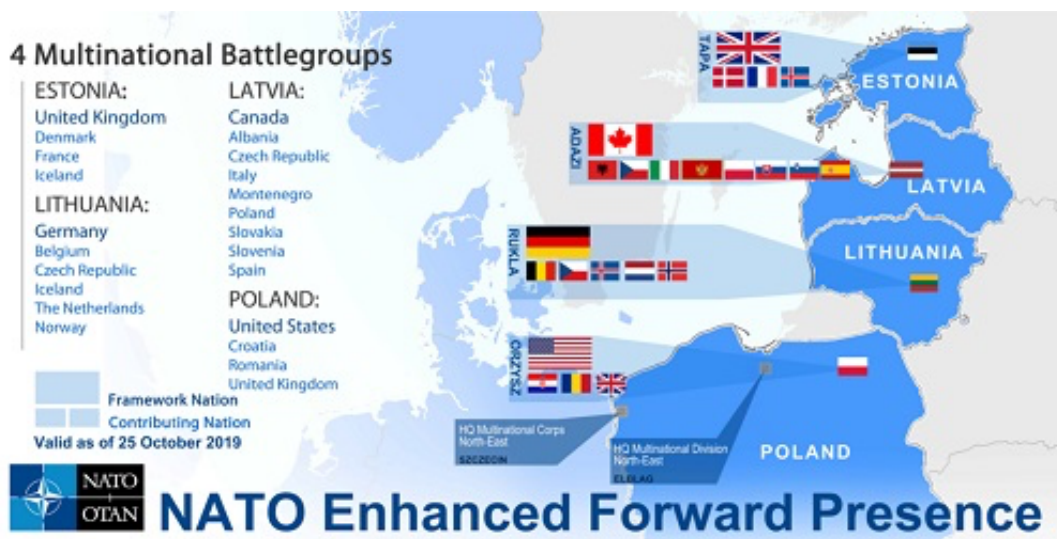 4 Multinational Battlegroups
ESTONIA:
United Kingdom
Denmark
France
Iceland
LITHUANIA:
Germany
Belgium
Czech Republic
Iceland
The Netherlands
Norway
LATVIA:
Canada
Albania
Czech Republic
Italy
Montenegro
Poland
Slovakia
Slovenia
Spain
POLAND:
United States
Croatia
Romania
United Kingdom
Framework Nation
Contributing Nation
Valid as of 25 October 2019
TAPA
ESTONIA
ADAZI
LATVIA
RUKLA
LITHUANIA
ORZYSZ
HQ Multinational Corps
North-East
SZCZECIN
HQ Multinational Division
North-East
ELBLAG
POLAND
NATO
OTAN
NATO Enhanced Forward Presence